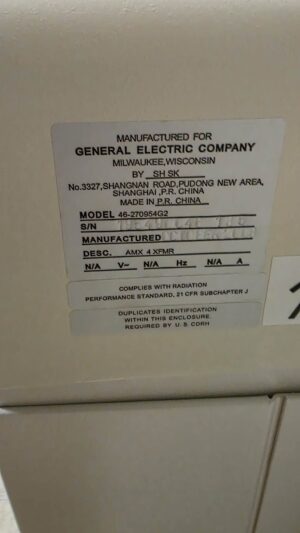 MANUFACTURED FOR
GENERAL ELECTRIC COMPANY
MILWAUKEE, WISCONSIN
BY SH SK
No.3327, SHANGNAN ROAD, PUDONG NEW AREA,
SHANGHAI, P.R. CHINA
MADE IN P.R. CHINA
MODEL 46-270954G2
S/N
MANUFACTURED
DESC. AMX 4 XFMR
N/A V~ N/A Hz N/A A
COMPLIES WITH RADIATION
PERFORMANCE STANDARD, 21 CFR SUBCHAPTER J
DUPLICATES IDENTIFICATION
WITHIN THIS ENCLOSURE
REQUIRED BY U S CDRH